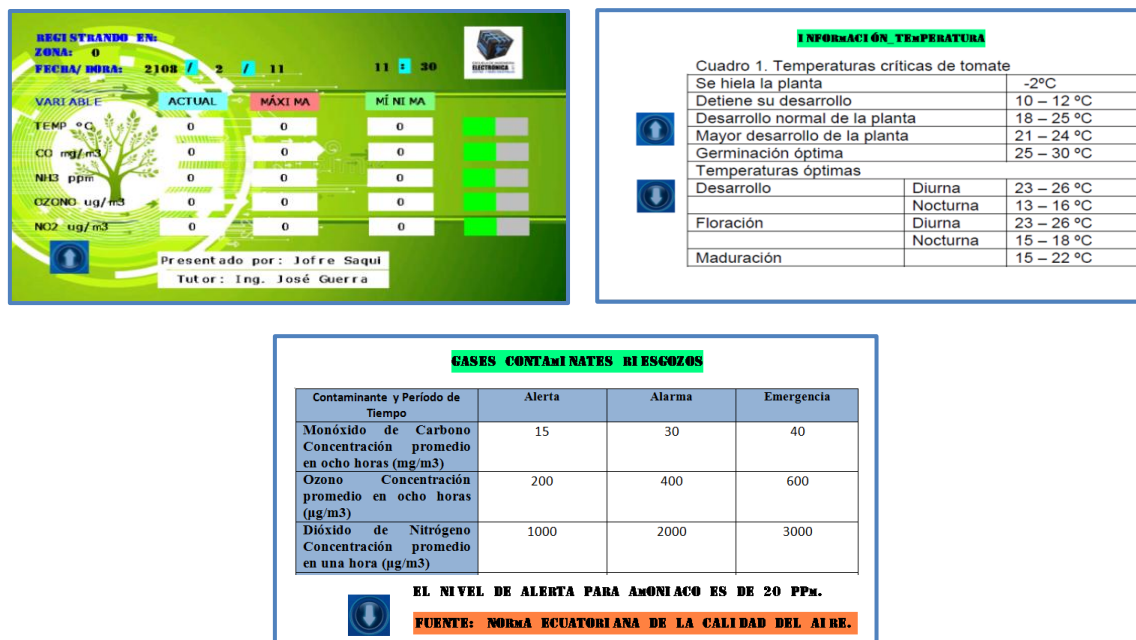 REGISTRANDO EN:
ZONA: 0
FECHA/ DORA: 2108 / 2 / 11 11 : 30
ELECTRONICA
VARIABLE ACTUAL MÁXIMA MÍNIMA
TEMP ºC 0 0 0
CO mg/m3 0 0 0
NH3 ppm 0 0 0
OZONO ug/m3 0 0 0
NO2 ug/m3 0 0 0
Presentado por: Jofre Saqui
Tutor: Ing. José Guerra
INFORMACIÓN_TEMPERATURA
Cuadro 1. Temperaturas críticas de tomate
Se hiela la planta -2ºC
Detiene su desarrollo 10 – 12 ºC
Desarrollo normal de la planta 18 – 25 ºC
Mayor desarrollo de la planta 21 – 24 ºC
Germinación óptima 25 – 30 ºC
Temperaturas óptimas
Desarrollo Diurna 23 – 26 ºC
Nocturna 13 – 16 ºC
Floración Diurna 23 – 26 ºC
Nocturna 15 – 18 ºC
Maduración 15 – 22 ºC
GASES CONTAMINATES RIESGOZOS
Contaminante y Período de Tiempo Alerta Alarma Emergencia
Monóxido de Carbono
Concentración promedio
en ocho horas (mg/m3) 15 30 40
Ozono Concentración
promedio en ocho horas
(µg/m3) 200 400 600
Dióxido de Nitrógeno
Concentración promedio
en una hora (µg/m3) 1000 2000 3000
EL NIVEL DE ALERTA PARA AMONIACO ES DE 20 PPM.
FUENTE: NORMA ECUATORIANA DE LA CALIDAD DEL AIRE.